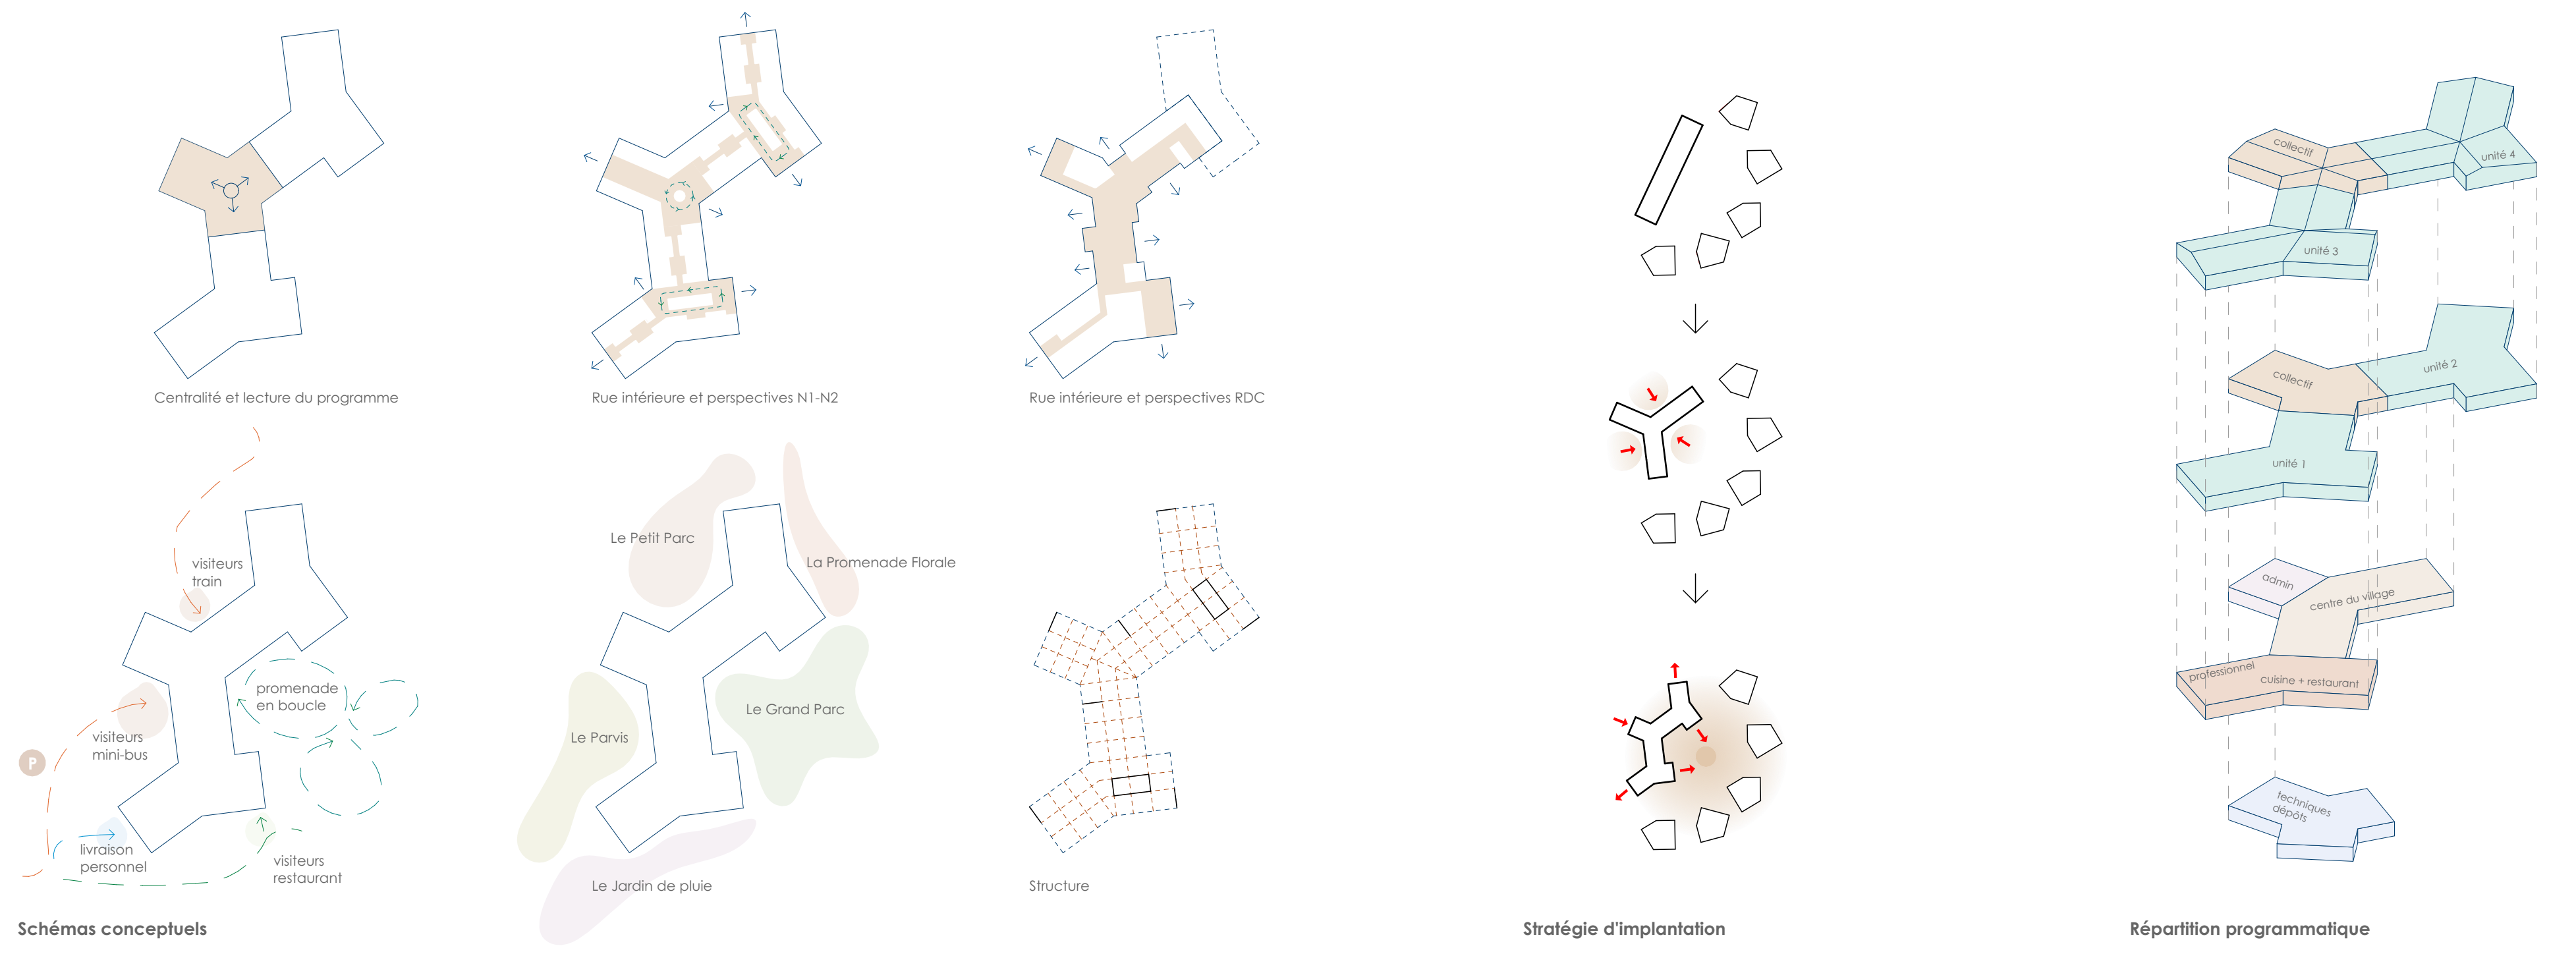 Centralité et lecture du programme
Rue intérieure et perspectives N1-N2
Rue intérieure et perspectives RDC
visiteurs
train
promenade
en boucle
visiteurs
mini-bus
P
livraison
personnel
visiteurs
restaurant
Le Petit Parc
La Promenade Florale
Le Grand Parc
Le Parvis
Le Jardin de pluie
Structure
Schémas conceptuels
Stratégie d'implantation
collectif
unité 4
unité 3
collectif
unité 2
unité 1
admin
centre du village
professionnel
cuisine + restaurant
techniques
dépôts
Répartition programmatique